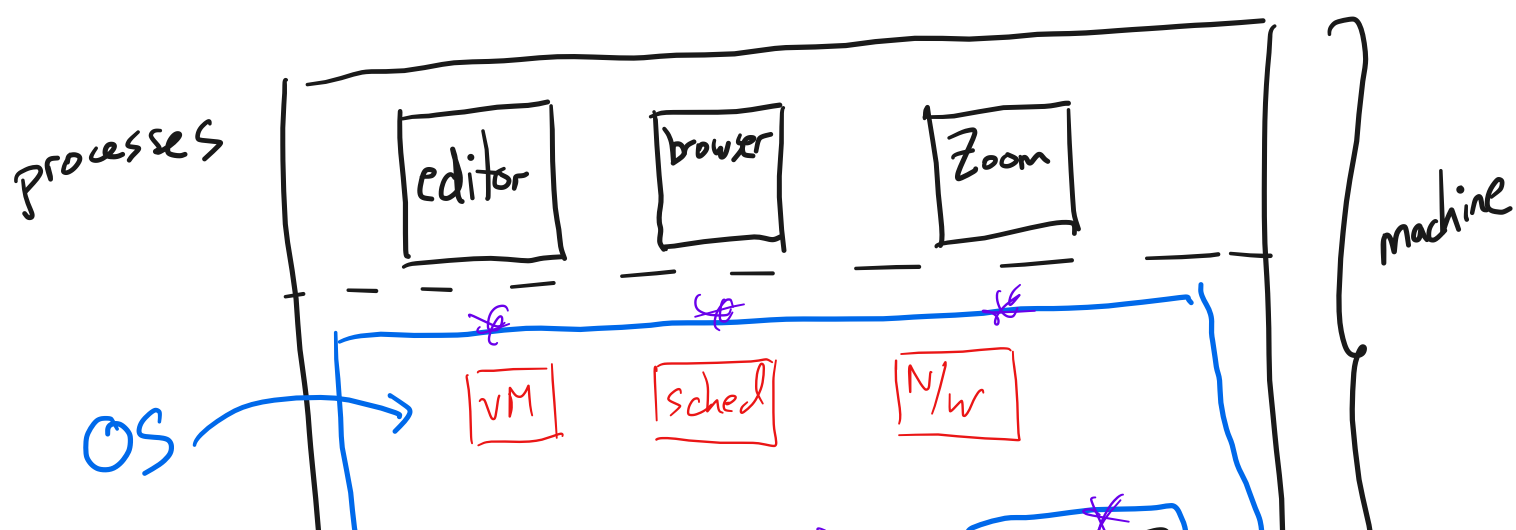 processes
editor
browser
Zoom
machine
OS
VM
sched
N/W